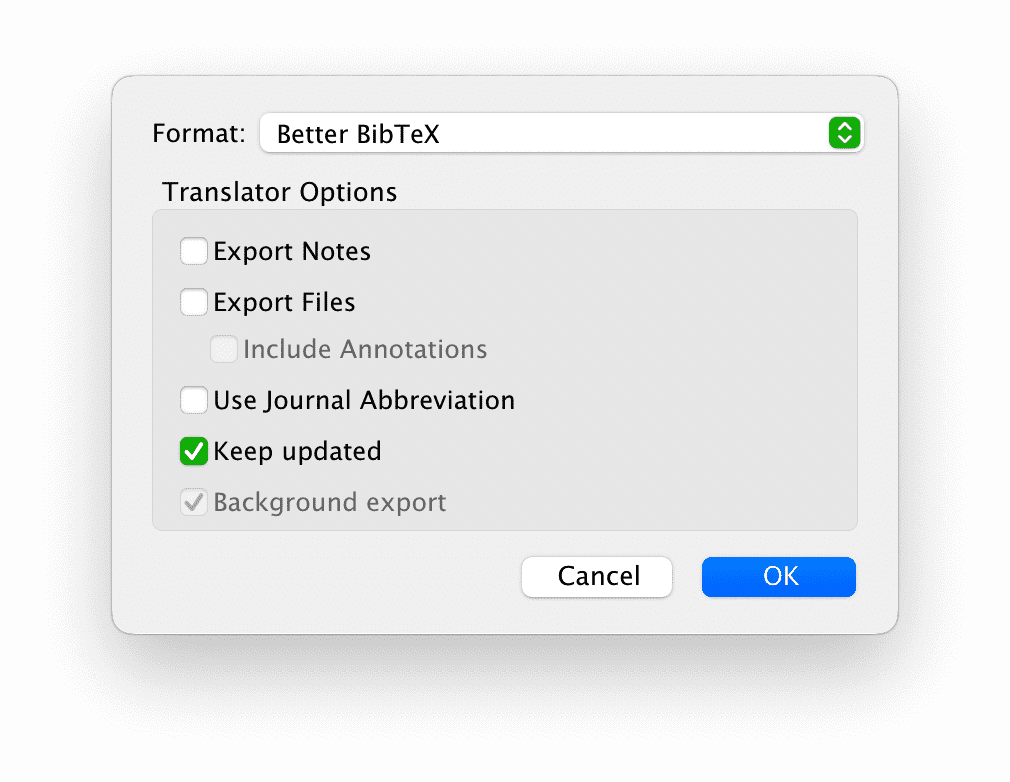 Format: Better BibTeX
Translator Options
Export Notes
Export Files
Include Annotations
Use Journal Abbreviation
Keep updated
Background export
Cancel OK